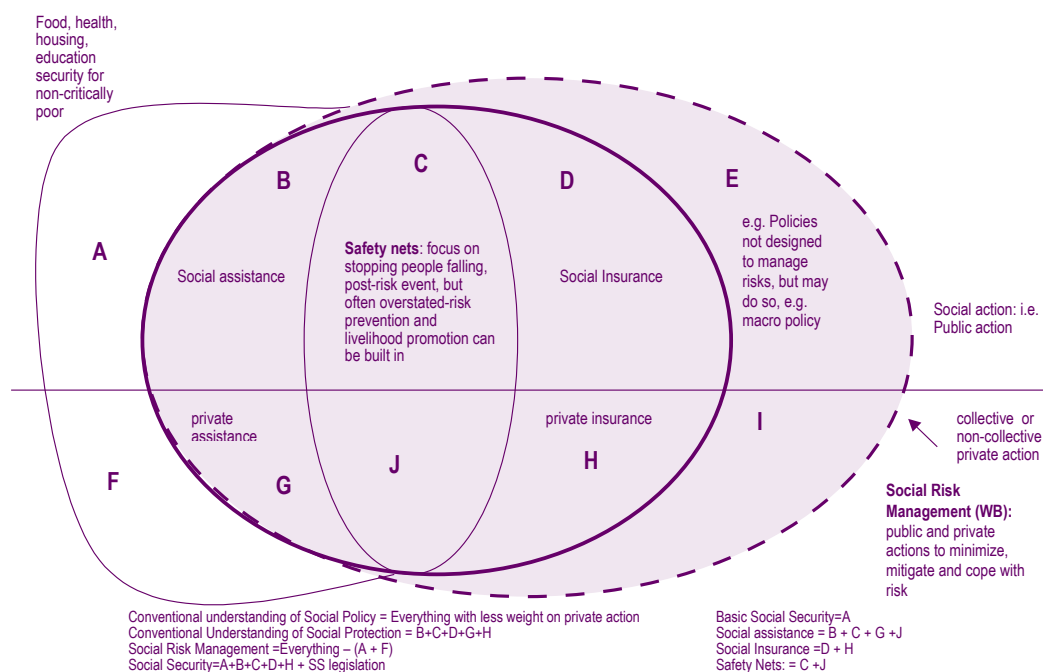 Food, health,
housing,
education
security for
non-critically
poor
B
C
D
E
A
Social assistance
Safety nets: focus on
stopping people falling,
post-risk event, but
often overstated-risk
prevention and
livelihood promotion can
be built in
Social Insurance
e.g. Policies
not designed
to manage
risks, but may
do so, e.g.
macro policy
Social action: i.e.
Public action
private
assistance
private insurance
I
collective or
non-collective
private action
F
G
J
H
Social Risk
Management (WB):
public and private
actions to minimize,
mitigate and cope with
risk
Conventional understanding of Social Policy = Everything with less weight on private action
Conventional Understanding of Social Protection = B+C+D+G+H
Social Risk Management =Everything – (A + F)
Social Security=A+B+C+D+H + SS legislation
Basic Social Security=A
Social assistance = B + C + G +J
Social Insurance =D + H
Safety Nets: = C +J